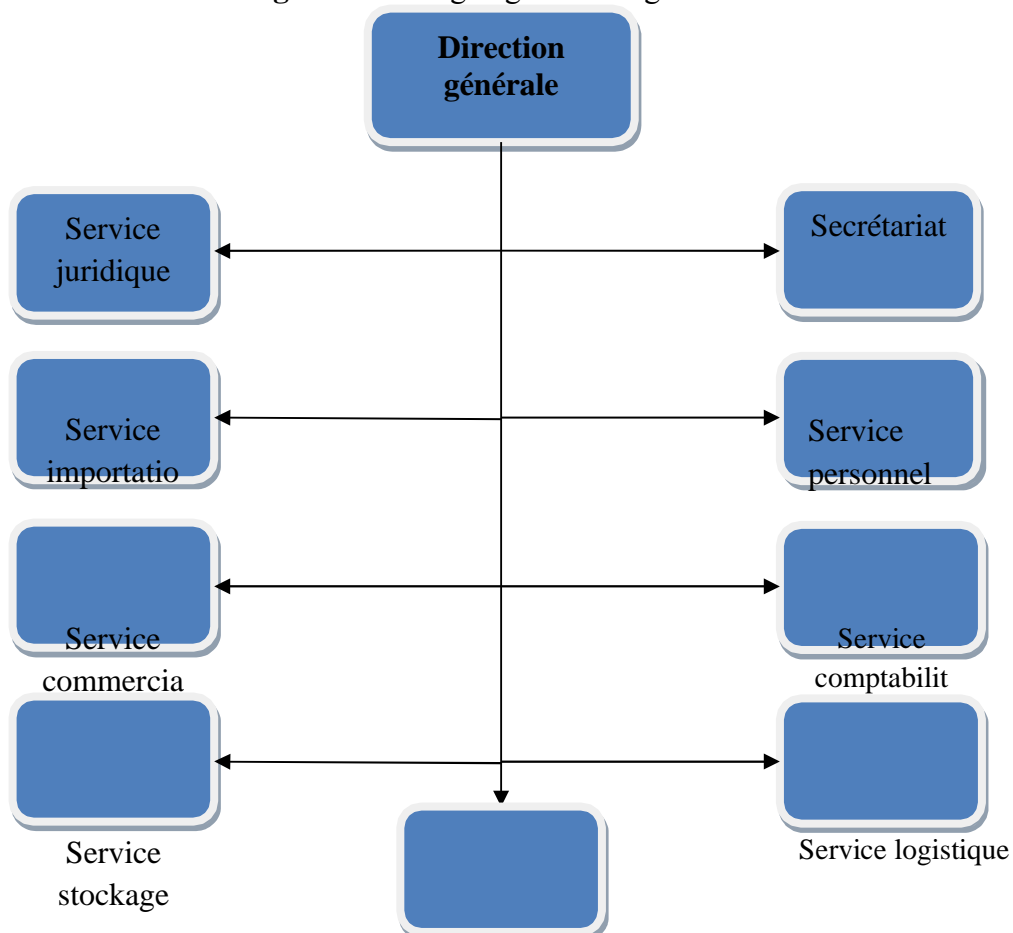 Direction
générale
Service
juridique
Secrétariat
Service
importatio
Service
personnel
Service
commercia
Service
comptabilit
Service
stockage
Service logistique